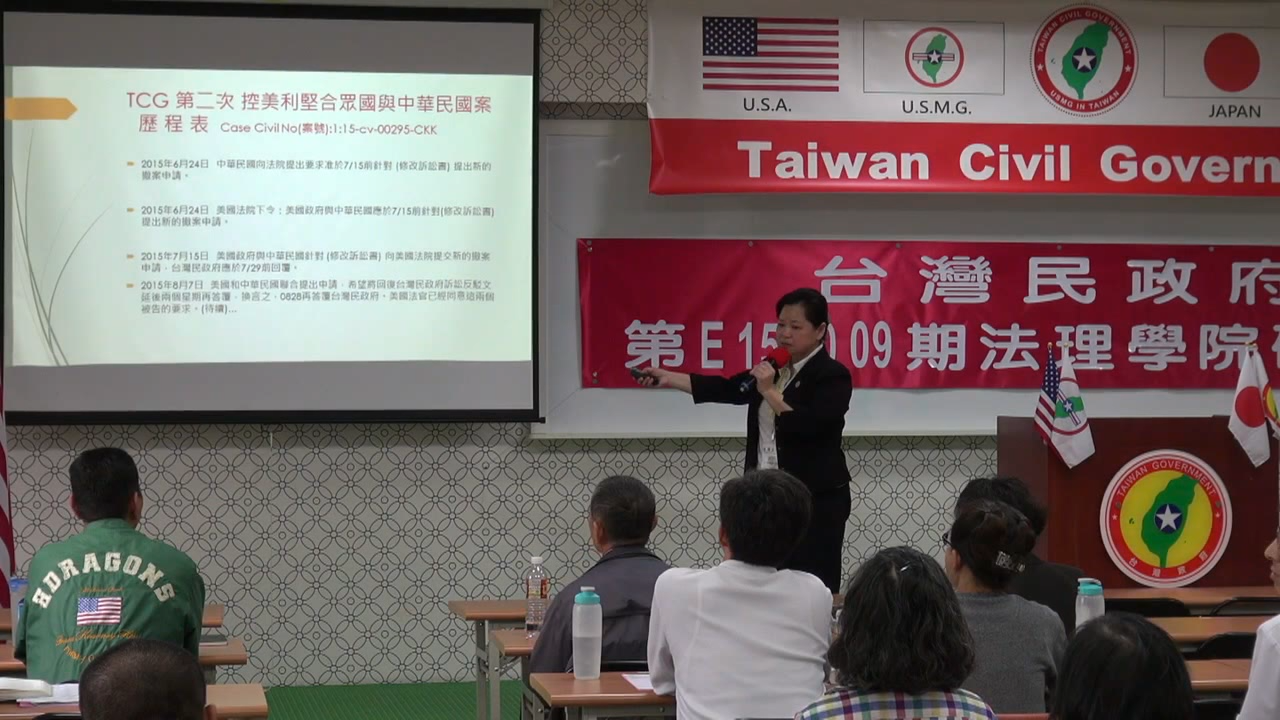 TCG 第二次 控美利堅合眾國與中華民國案
歷 程 表 Case Civil No(案號):1:15-cv-00295-CKK
2015年6月24日 中華民國向法院提出要求准於7/15前針對 (修改訴訟書) 提出新的
撤案申請。
2015年6月24日 美國法院下令：美國政府與中華民國應於7/15前針對(修改訴訟書)
提出新的撤案申請。
2015年7月15日 美國政府與中華民國針對 (修改訴訟書) 向美國法院提交新的撤案
申請，台灣民政府應於7/29前回覆。
2015年8月7日 美國和中華民國聯合提出申請，希望將回復台灣民政府訴訟反駁文
延後兩個星期再答覆，換言之，0828再答覆台灣民政府，美國法官已經同意這兩個
被告的要求。(待續)...
U.S.A.
U.S.M.G.
TAIWAN CIVIL GOVERNMENT
USMG IN TAIWAN
JAPAN
Taiwan Civil Govern
台灣民政府
第E15 09期法理學院
HDRAGONS
TAIWAN GOVERNMENT
台灣政府